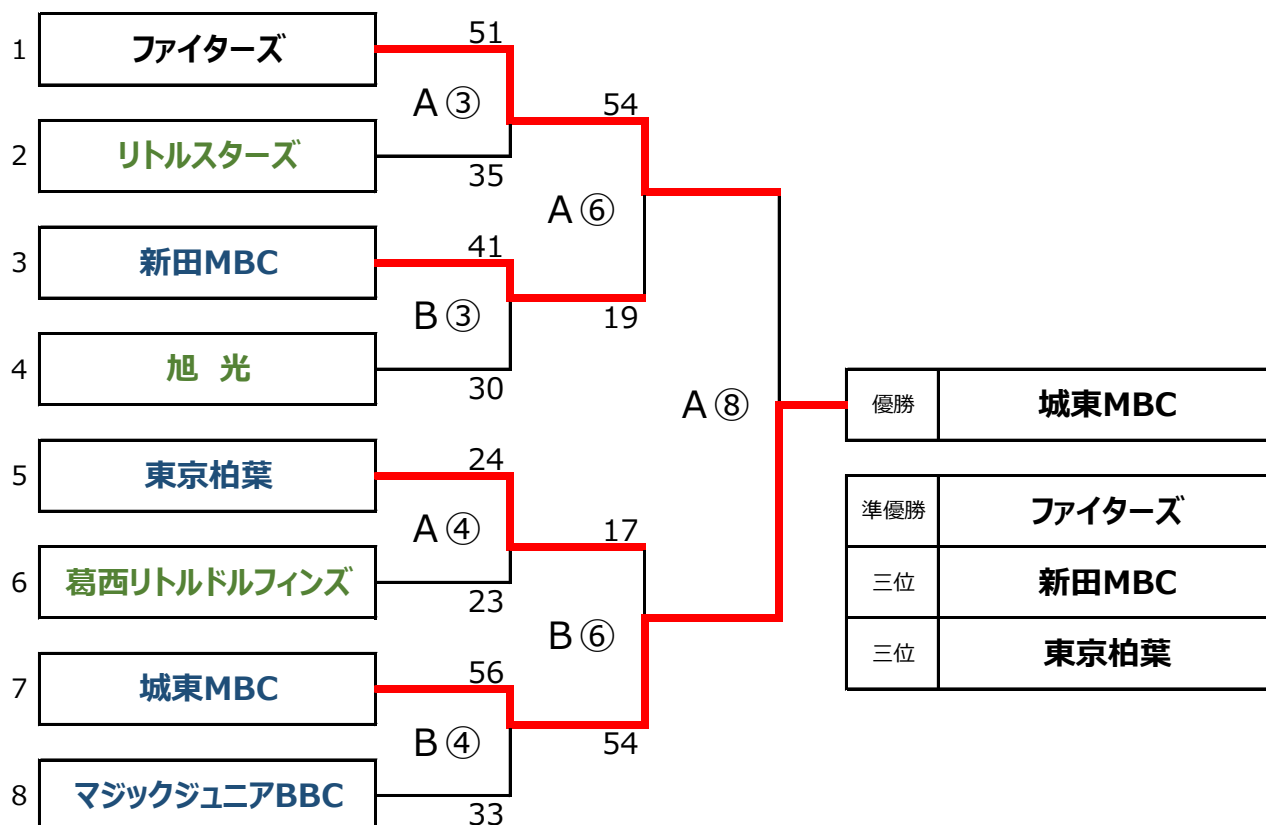 51
1 ファイターズ
A③ 54
2 リトルスターズ
35
A⑥
3 新田MBC 41
B③ 19
4 旭 光
30
A⑧
優勝 城東MBC
5 東京柏葉 24
準優勝 ファイターズ
A④ 17
6 葛西リトルドルフィンズ
23
三位 新田MBC
B⑥
7 城東MBC 56
三位 東京柏葉
B④ 54
8 マジックジュニアBBC
33